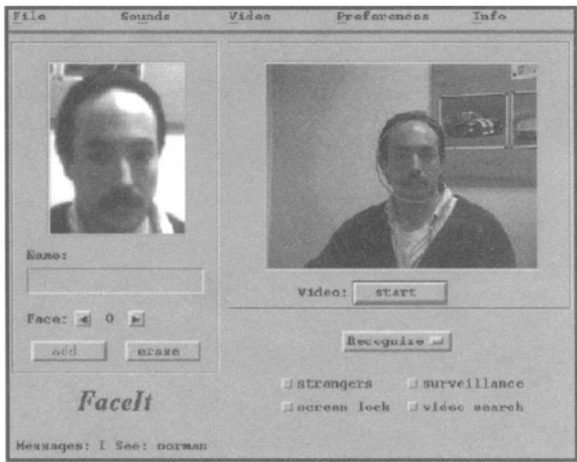 File Sounds Video Preferences Info
Name:
Video: start
Face: 0
add erase
Recognize
strangers surveillance
screen lock video search
FaceIt
Messages: I See: norman